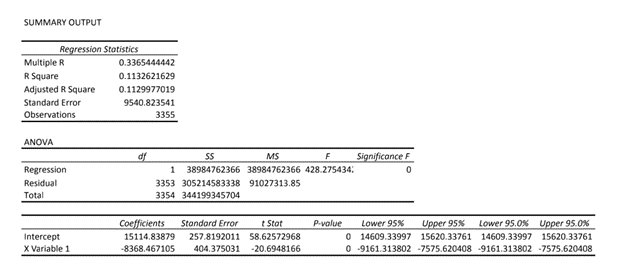 SUMMARY OUTPUT
Regression Statistics
Multiple R 0.3365444442
R Square 0.1132621629
Adjusted R Square 0.1129977019
Standard Error 9540.823541
Observations 3355
ANOVA
df SS MS F Significance F
Regression 1 38984762366 38984762366 428.275434 0
Residual 3353 305214583338 91027313.85
Total 3354 344199345704
Coefficients Standard Error t Stat P-value Lower 95% Upper 95% Lower 95.0% Upper 95.0%
Intercept 15114.83879 257.8192011 58.62572968 0 14609.33997 15620.33761 14609.33997 15620.33761
X Variable 1 -8368.467105 404.375031 -20.6948166 0 -9161.313802 -7575.620408 -9161.313802 -7575.620408